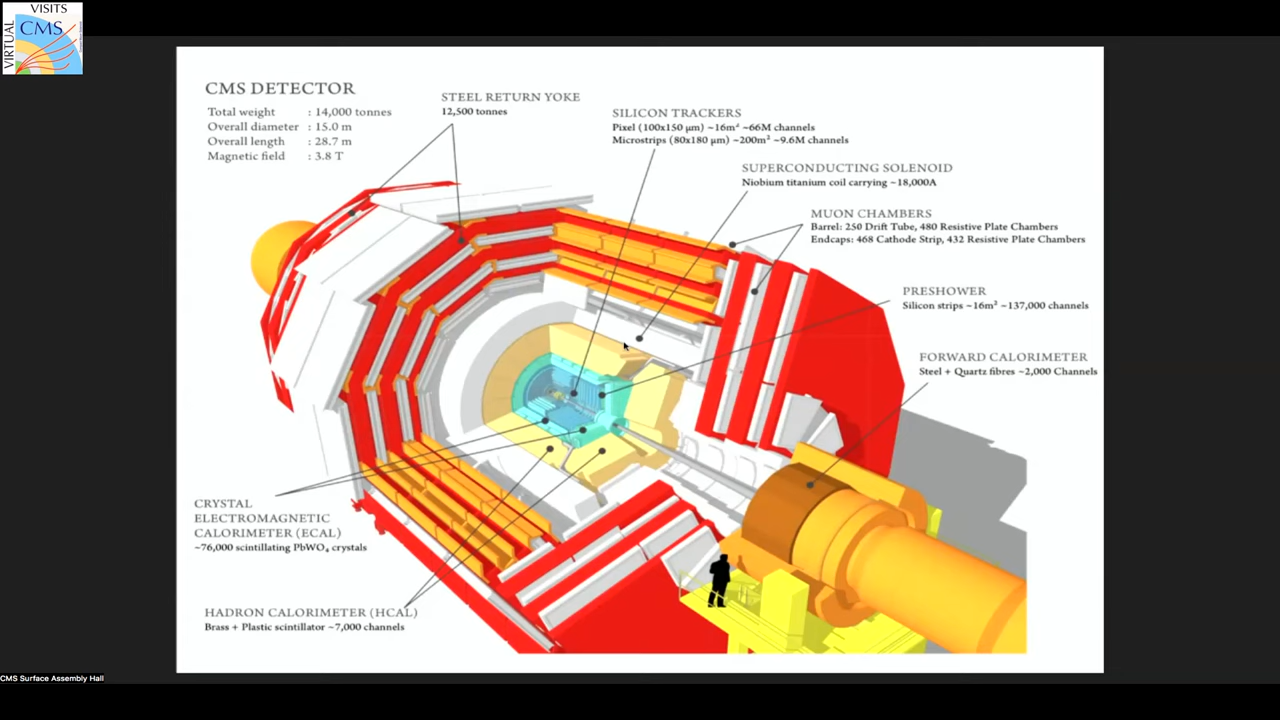 VISITS
CMS
VIRTUAL
CMS DETECTOR
Total weight : 14,000 tonnes
Overall diameter : 15.0 m
Overall length : 28.7 m
Magnetic field : 3.8 T
STEEL RETURN YOKE
12,500 tonnes
SILICON TRACKERS
Pixel (100x150 μm) ~16m² ~66M channels
Microstrips (80x180 μm) ~200m² ~9.6M channels
SUPERCONDUCTING SOLENOID
Niobium titanium coil carrying ~18,000A
MUON CHAMBERS
Barrel: 250 Drift Tube, 480 Resistive Plate Chambers
Endcaps: 468 Cathode Strip, 432 Resistive Plate Chambers
PRESHOWER
Silicon strips ~16m² ~137,000 channels
FORWARD CALORIMETER
Steel + Quartz fibres ~2,000 Channels
CRYSTAL
ELECTROMAGNETIC
CALORIMETER (ECAL)
~76,000 scintillating PbWO₄ crystals
HADRON CALORIMETER (HCAL)
Brass + Plastic scintillator ~7,000 channels
CMS Surface Assembly Hall